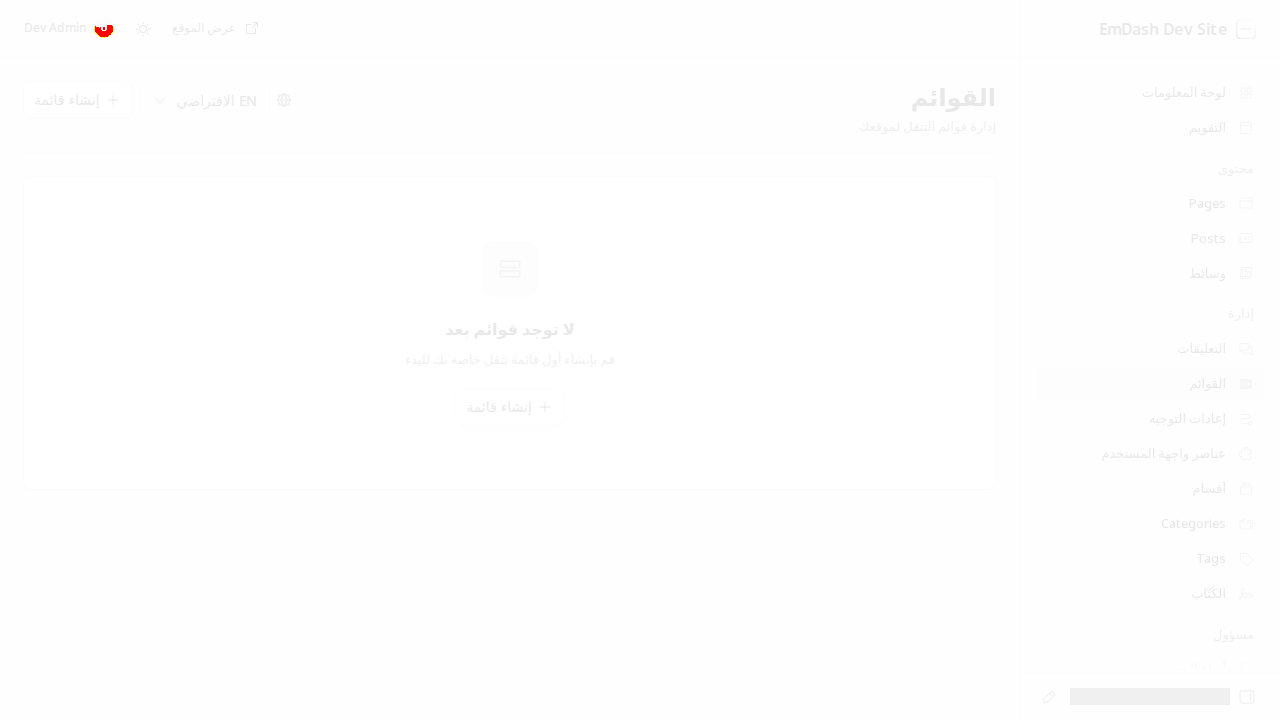 EmDash Dev Site
عرض الموقع
Dev Admin
لوحة المعلومات
التقويم
محتوى
Pages
Posts
وسائط
إدارة
التعليقات
القوائم
إعادات التوجيه
عناصر واجهة المستخدم
أقسام
Categories
Tags
الكُتّاب
مسؤول
القوائم
إدارة قوائم التنقل لموقعك
EN الافتراضي
إنشاء قائمة
لا توجد قوائم بعد
قم بإنشاء أول قائمة تنقل خاصة بك للبدء
إنشاء قائمة